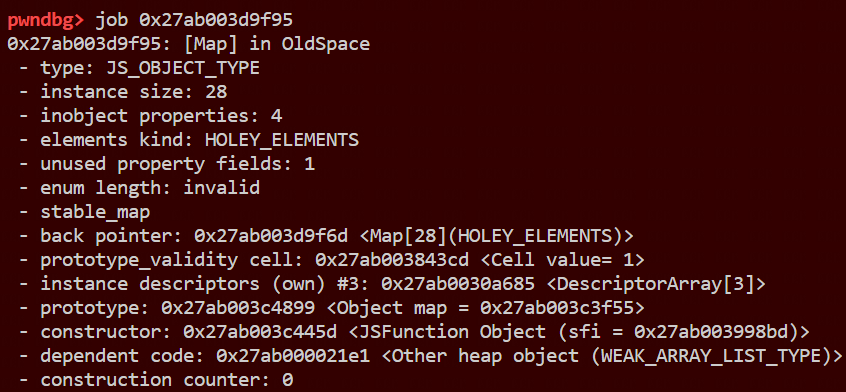 pwndbg> job 0x27ab003d9f95
0x27ab003d9f95: [Map] in OldSpace
 - type: JS_OBJECT_TYPE
 - instance size: 28
 - inobject properties: 4
 - elements kind: HOLEY_ELEMENTS
 - unused property fields: 1
 - enum length: invalid
 - stable_map
 - back pointer: 0x27ab003d9f6d <Map[28](HOLEY_ELEMENTS)>
 - prototype_validity cell: 0x27ab003843cd <Cell value= 1>
 - instance descriptors (own) #3: 0x27ab0030a685 <DescriptorArray[3]>
 - prototype: 0x27ab003c4899 <Object map = 0x27ab003c3f55>
 - constructor: 0x27ab003c445d <JSFunction Object (sfi = 0x27ab003998bd)>
 - dependent code: 0x27ab000021e1 <Other heap object (WEAK_ARRAY_LIST_TYPE)>
 - construction counter: 0